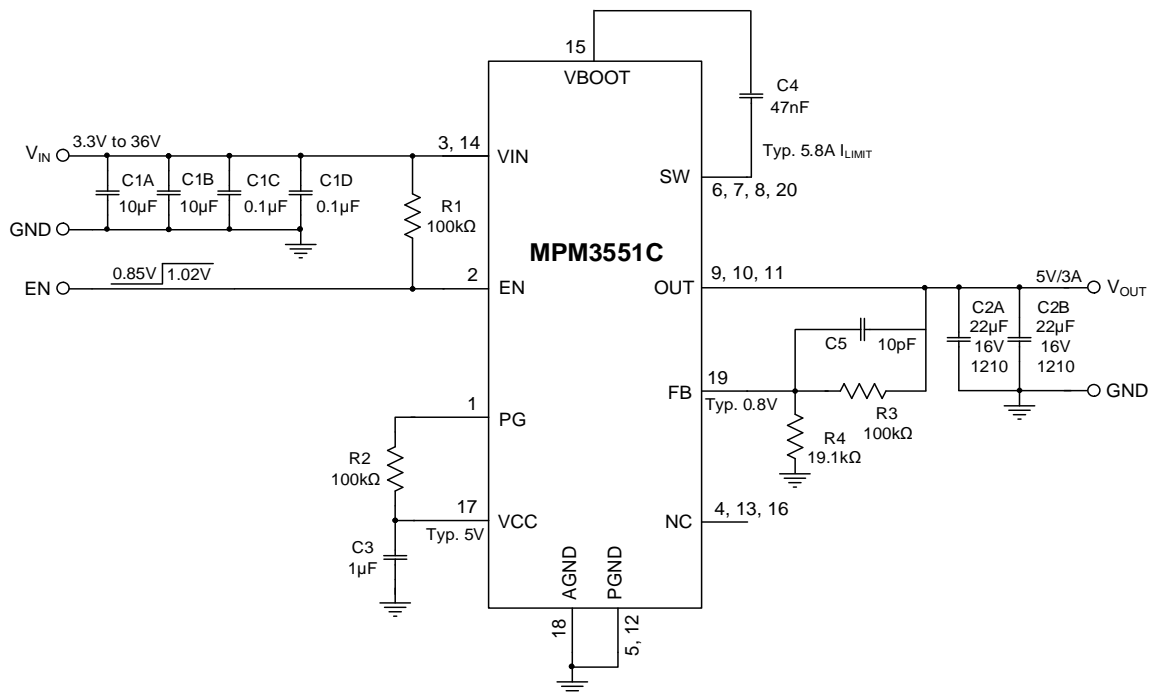 15
VBOOT
C4
47nF
V_IN 3.3V to 36V
3, 14
VIN
Typ. 5.8A I_LIMIT
SW
6, 7, 8, 20
C1A
10µF
C1B
10µF
C1C
0.1µF
C1D
0.1µF
R1
100kΩ
GND
MPM3551C
EN
0.85V
1.02V
2
EN
OUT
9, 10, 11
5V/3A
V_OUT
C2A
22µF
16V
1210
C2B
22µF
16V
1210
C5
10pF
FB
19
Typ. 0.8V
R3
100kΩ
R4
19.1kΩ
GND
1
PG
R2
100kΩ
17
Typ. 5V
VCC
C3
1µF
NC
4, 13, 16
AGND
PGND
18
5, 12